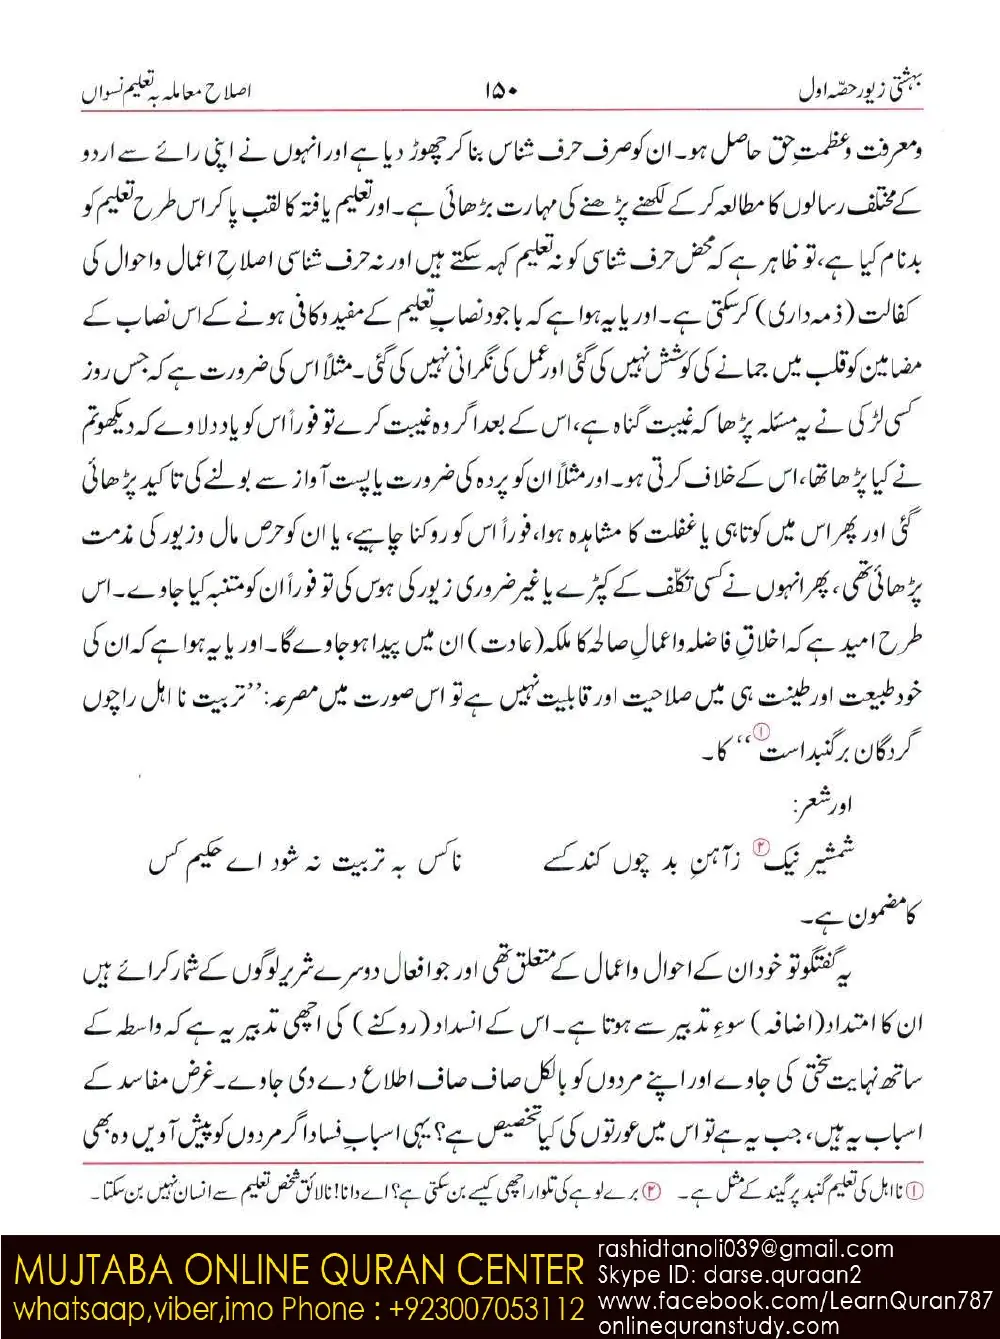 بہشتی زیور حصّہ اول ۱۵۰ اصلاح معاملہ بہ تعلیم نسواں
ومعرفت وعظمتِ حق حاصل ہو۔ ان کو صرف حرف شناس بنا کر چھوڑ دیا ہے اور انہوں نے اپنی رائے سے اردو
کے مختلف رسالوں کا مطالعہ کر کے لکھنے پڑھنے کی مہارت بڑھائی ہے۔ اور تعلیم یافتہ کا لقب پا کر اس طرح تعلیم کو
بدنام کیا ہے، تو ظاہر ہے کہ محض حرف شناسی کو نہ تعلیم کہہ سکتے ہیں اور نہ حرف شناسی اصلاحِ اعمال واحوال کی
کفالت (ذمہ داری) کر سکتی ہے۔ اور یا یہ ہوا ہے کہ باجود نصابِ تعلیم کے مفید وکافی ہونے کے اس نصاب کے
مضامین کو قلب میں جمانے کی کوشش نہیں کی گئی اور عمل کی نگرانی نہیں کی گئی۔ مثلاً اس کی ضرورت ہے کہ جس روز
کسی لڑکی نے یہ مسئلہ پڑھا کہ غیبت گناہ ہے، اس کے بعد اگر وہ غیبت کرے تو فوراً اس کو یاد دلاوے کہ دیکھو تم
نے کیا پڑھا تھا، اس کے خلاف کرتی ہو۔ اور مثلاً ان کو پردہ کی ضرورت یا پست آواز سے بولنے کی تاکید پڑھائی
گئی اور پھر اس میں کوتاہی یا غفلت کا مشاہدہ ہوا، فوراً اس کو روکنا چاہیے، یا ان کو حرص مال وزیور کی مذمت
پڑھائی تھی، پھر انہوں نے کسی تکلّف کے کپڑے یا غیر ضروری زیور کی ہوس کی تو فوراً ان کو متنبہ کیا جاوے۔ اس
طرح امید ہے کہ اخلاقِ فاضلہ واعمالِ صالحہ کا ملکہ (عادت) ان میں پیدا ہو جاوے گا۔ اور یا یہ ہوا ہے کہ ان کی
خود طبیعت اور طینت ہی میں صلاحیت اور قابلیت نہیں ہے تو اس صورت میں مصرعہ: ”تربیت نا اہل را چوں
گردگان برگنبد است ①“ کا۔
اور شعر:
شمشیر نیک ② زآہنِ بد چوں کند کسے ناکس بہ تربیت نہ شود اے حکیم کس
کا مضمون ہے۔
یہ گفتگو تو خود ان کے احوال واعمال کے متعلق تھی اور جو افعال دوسرے شریر لوگوں کے شمار کرائے ہیں
ان کا امتداد (اضافہ) سوءِ تدبیر سے ہوتا ہے۔ اس کے انسداد (روکنے) کی اچھی تدبیر یہ ہے کہ واسطہ کے
ساتھ نہایت سختی کی جاوے اور اپنے مردوں کو بالکل صاف صاف اطلاع دے دی جاوے۔ غرض مفاسد کے
اسباب یہ ہیں، جب یہ ہے تو اس میں عورتوں کی کیا تخصیص ہے؟ یہی اسبابِ فساد اگر مردوں کو پیش آویں وہ بھی
① نا اہل کی تعلیم گنبد پر گیند کے مثل ہے۔ ② برے لوہے کی تلوار اچھی کیسے بن سکتی ہے؟ اے دانا! نالائق شخص تعلیم سے انسان نہیں بن سکتا۔
MUJTABA ONLINE QURAN CENTER
whatsaap,viber,imo Phone : +923007053112
rashidtanoli039@gmail.com
Skype ID: darse.quraan2
www.facebook.com/LearnQuran787
onlinequranstudy.com